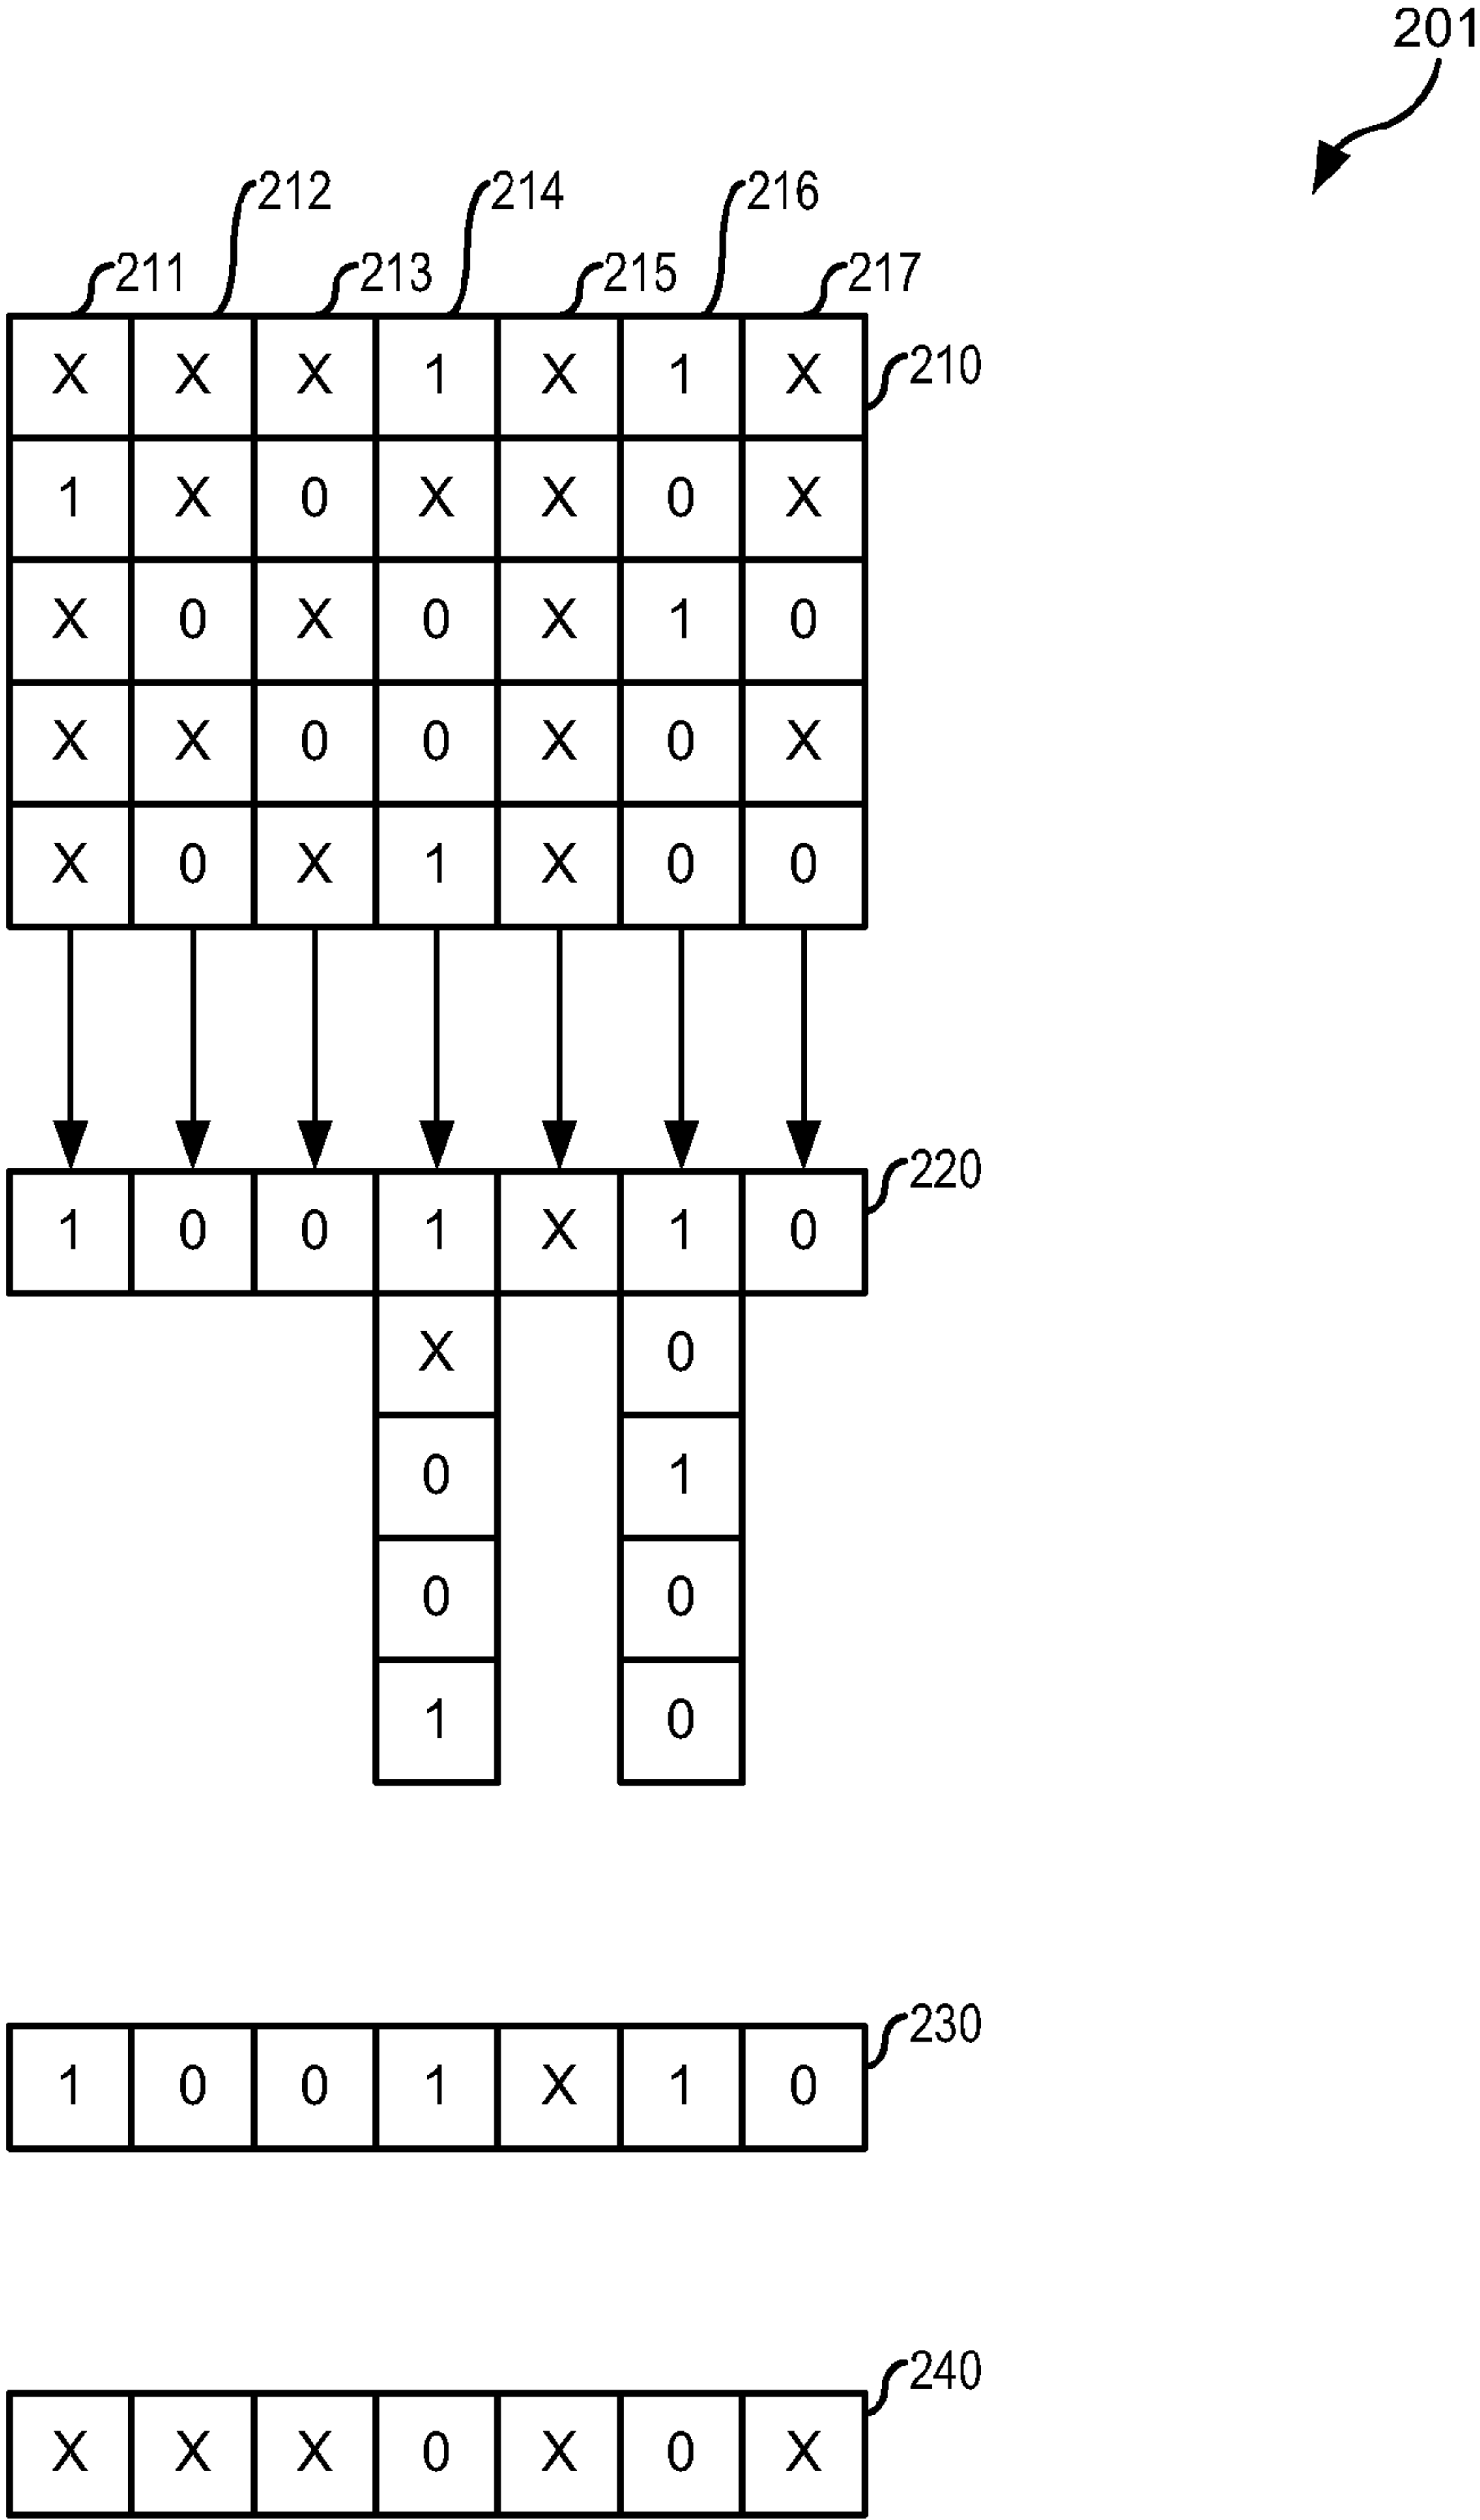 201
212 214 216
211 213 215 217
X X X 1 X 1 X 210
1 X 0 X X 0 X
X 0 X 0 X 1 0
X X 0 0 X 0 X
X 0 X 1 X 0 0
220
1 0 0 1 X 1 0
X 0
0 1
0 0
1 0
230
1 0 0 1 X 1 0
240
X X X 0 X 0 X